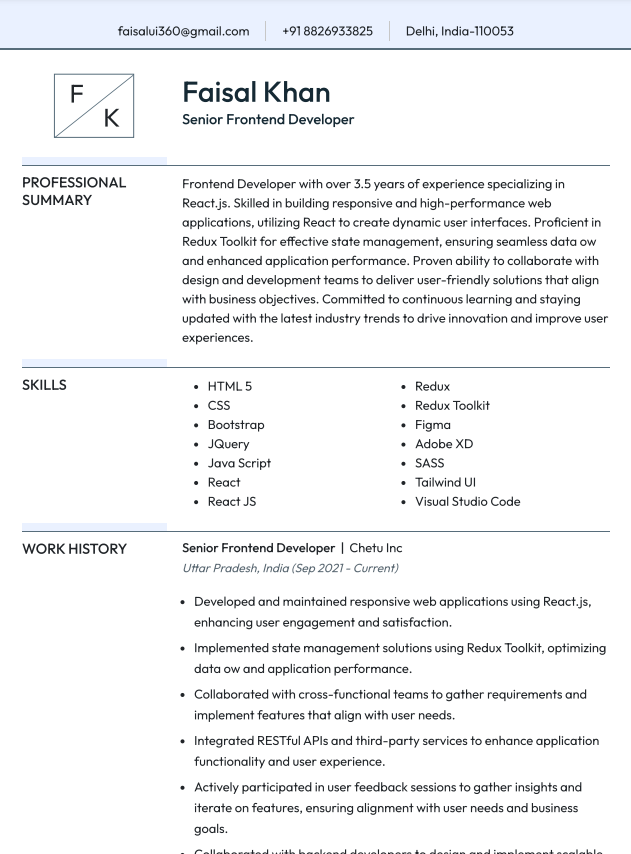 faisalui360@gmail.com +91 8826933825 Delhi, India-110053
F
K
Faisal Khan
Senior Frontend Developer
PROFESSIONAL
SUMMARY
Frontend Developer with over 3.5 years of experience specializing in
React.js. Skilled in building responsive and high-performance web
applications, utilizing React to create dynamic user interfaces. Proficient in
Redux Toolkit for effective state management, ensuring seamless data ow
and enhanced application performance. Proven ability to collaborate with
design and development teams to deliver user-friendly solutions that align
with business objectives. Committed to continuous learning and staying
updated with the latest industry trends to drive innovation and improve user
experiences.
SKILLS
• HTML 5
• CSS
• Bootstrap
• JQuery
• Java Script
• React
• React JS
• Redux
• Redux Toolkit
• Figma
• Adobe XD
• SASS
• Tailwind UI
• Visual Studio Code
WORK HISTORY
Senior Frontend Developer | Chetu Inc
Uttar Pradesh, India (Sep 2021 - Current)
• Developed and maintained responsive web applications using React.js,
enhancing user engagement and satisfaction.
• Implemented state management solutions using Redux Toolkit, optimizing
data ow and application performance.
• Collaborated with cross-functional teams to gather requirements and
implement features that align with user needs.
• Integrated RESTful APIs and third-party services to enhance application
functionality and user experience.
• Actively participated in user feedback sessions to gather insights and
iterate on features, ensuring alignment with user needs and business
goals.
• Collaborated with backend developers to design and implement scalable